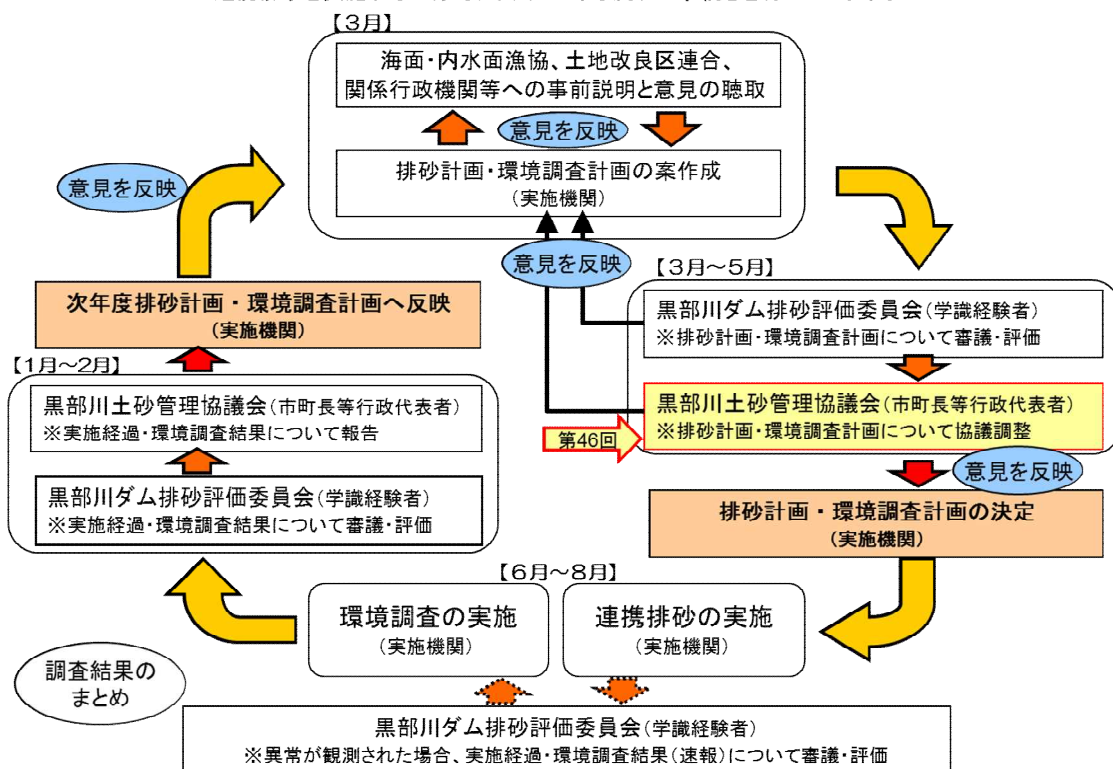 【3月】
海面・内水面漁協、土地改良区連合、
関係行政機関等への事前説明と意見の聴取
意見を反映
排砂計画・環境調査計画の案作成
(実施機関)
意見を反映
意見を反映
【3月～5月】
黒部川ダム排砂評価委員会(学識経験者)
※排砂計画・環境調査計画について審議・評価
黒部川土砂管理協議会(市町長等行政代表者)
※排砂計画・環境調査計画について協議調整
第46回
意見を反映
排砂計画・環境調査計画の決定
(実施機関)
次年度排砂計画・環境調査計画へ反映
(実施機関)
【1月～2月】
黒部川土砂管理協議会(市町長等行政代表者)
※実施経過・環境調査結果について報告
黒部川ダム排砂評価委員会(学識経験者)
※実施経過・環境調査結果について審議・評価
【6月～8月】
環境調査の実施
(実施機関)
連携排砂の実施
(実施機関)
調査結果の
まとめ
黒部川ダム排砂評価委員会(学識経験者)
※異常が観測された場合、実施経過・環境調査結果(速報)について審議・評価